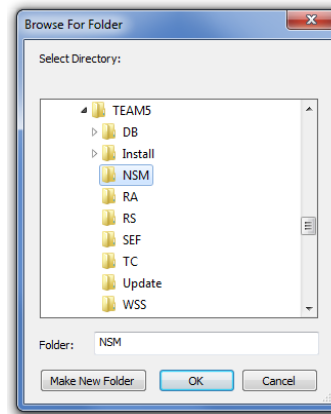 Browse For Folder
Select Directory:
TEAM5
DB
Install
NSM
RA
RS
SEF
TC
Update
WSS
Folder: NSM
Make New Folder OK Cancel